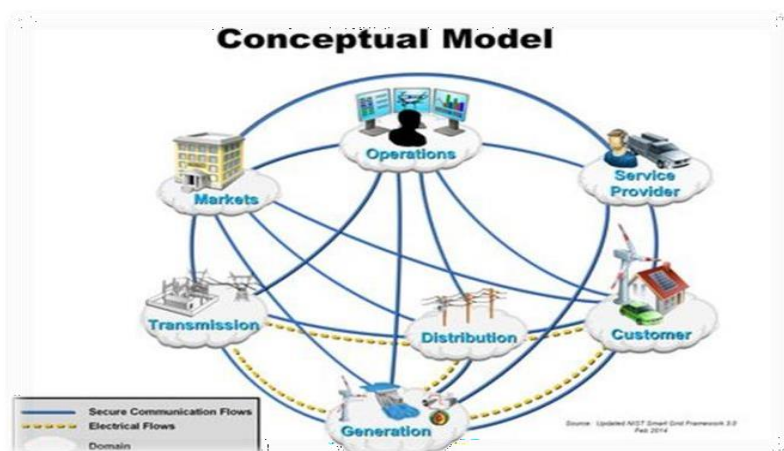 Conceptual Model
Operations
Service
Provider
Markets
Transmission
Distribution
Customer
Generation
Secure Communication Flows
Electrical Flows
Domain
Source: Updated NIST Smart Grid Framework 3.0
Feb 2014